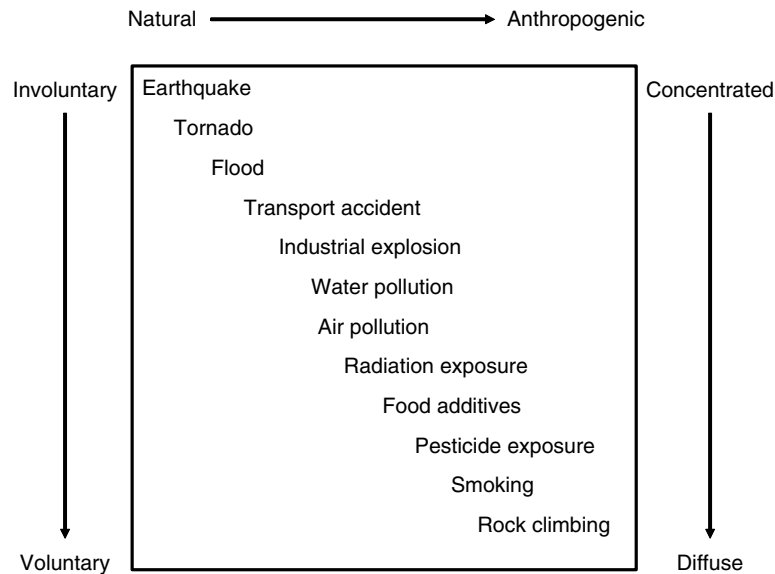 Natural Anthropogenic
Involuntary Earthquake Concentrated
Tornado
Flood
Transport accident
Industrial explosion
Water pollution
Air pollution
Radiation exposure
Food additives
Pesticide exposure
Smoking
Rock climbing
Voluntary Diffuse